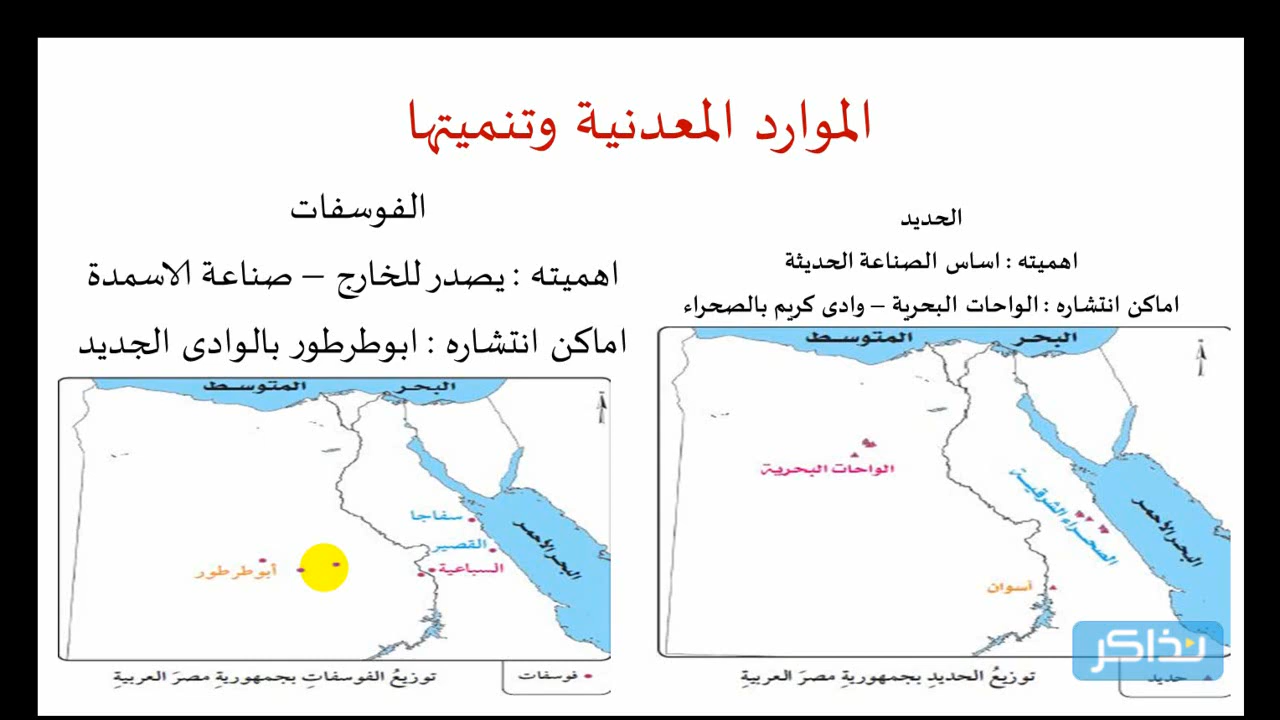 الموارد المعدنية وتنميتها
الحديد
اهميته : اساس الصناعة الحديثة
اماكن انتشاره : الواحات البحرية – وادى كريم بالصحراء
البحر المتوسط
الواحات البحرية
الصحراء الشرقية
البحر الأحمر
أسوان
توزيعُ الحديدِ بجمهوريةِ مصرَ العربيةِ
حديد
نذاكر
الفوسفات
اهميته : يصدر للخارج – صناعة الاسمدة
اماكن انتشاره : ابوطرطور بالوادى الجديد
البحر المتوسط
سفاجا
القصير
السباعية
أبوطرطور
البحر الأحمر
توزيعُ الفوسفاتِ بجمهوريةِ مصرَ العربيةِ
فوسفات